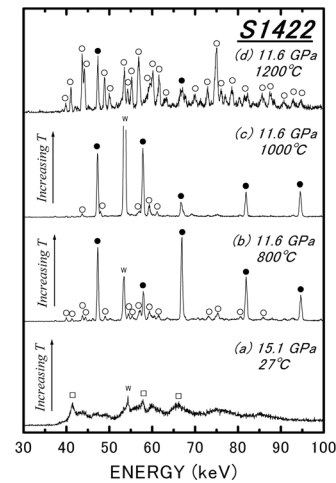 S1422
(d) 11.6 GPa
1200°C
w
(c) 11.6 GPa
1000°C
Increasing T
(b) 11.6 GPa
800°C
Increasing T
w
(a) 15.1 GPa
27°C
Increasing T
w
30 40 50 60 70 80 90 100
ENERGY (keV)